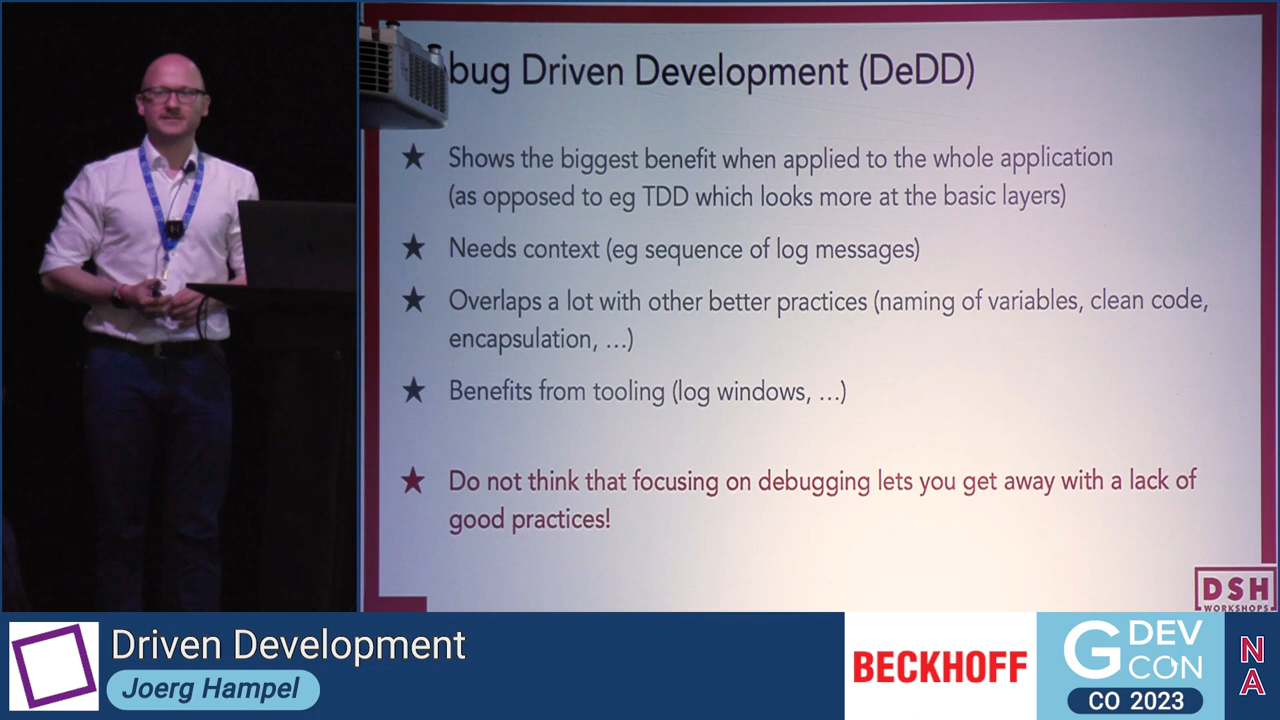 bug Driven Development (DeDD)
★ Shows the biggest benefit when applied to the whole application
(as opposed to eg TDD which looks more at the basic layers)
★ Needs context (eg sequence of log messages)
★ Overlaps a lot with other better practices (naming of variables, clean code,
encapsulation, …)
★ Benefits from tooling (log windows, …)
★ Do not think that focusing on debugging lets you get away with a lack of
good practices!
DSH
WORKSHOPS
Driven Development
Joerg Hampel
BECKHOFF
G DEV
CON
CO 2023
NA